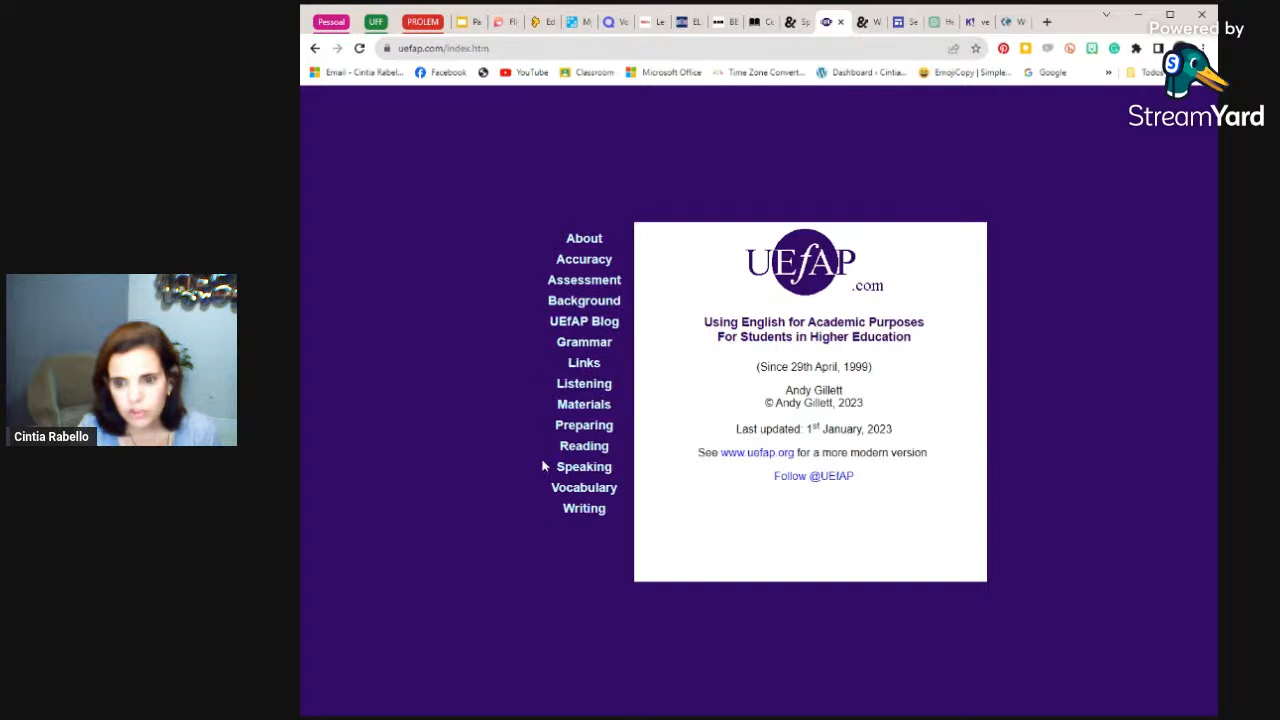 Pessoal
UFF
PROLEM
uefap.com/index.htm
Powered by
StreamYard
Email - Cintia Rabel...
Facebook
YouTube
Classroom
Microsoft Office
Time Zone Convert...
Dashboard ‹ Cintia...
EmojiCopy | Simple...
Google
»
Todos
About
Accuracy
Assessment
Background
UEfAP Blog
Grammar
Links
Listening
Materials
Preparing
Reading
Speaking
Vocabulary
Writing
UEfAP
.com
Using English for Academic Purposes
For Students in Higher Education
(Since 29th April, 1999)
Andy Gillett
© Andy Gillett, 2023
Last updated: 1st January, 2023
See www.uefap.org for a more modern version
Follow @UEfAP
Cintia Rabello